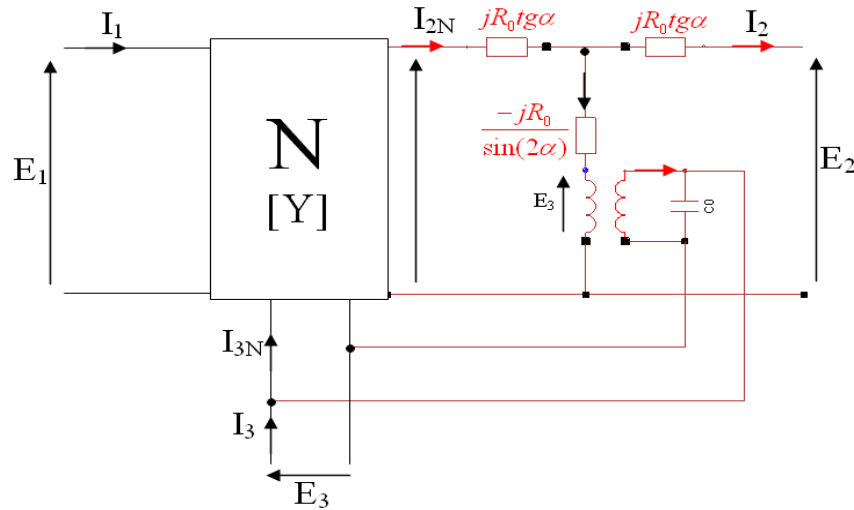 I₁
I₂N
jR₀tgα
jR₀tgα
I₂
N
[Y]
E₁
-jR₀
sin(2α)
E₃
C0
E₂
I₃N
I₃
E₃